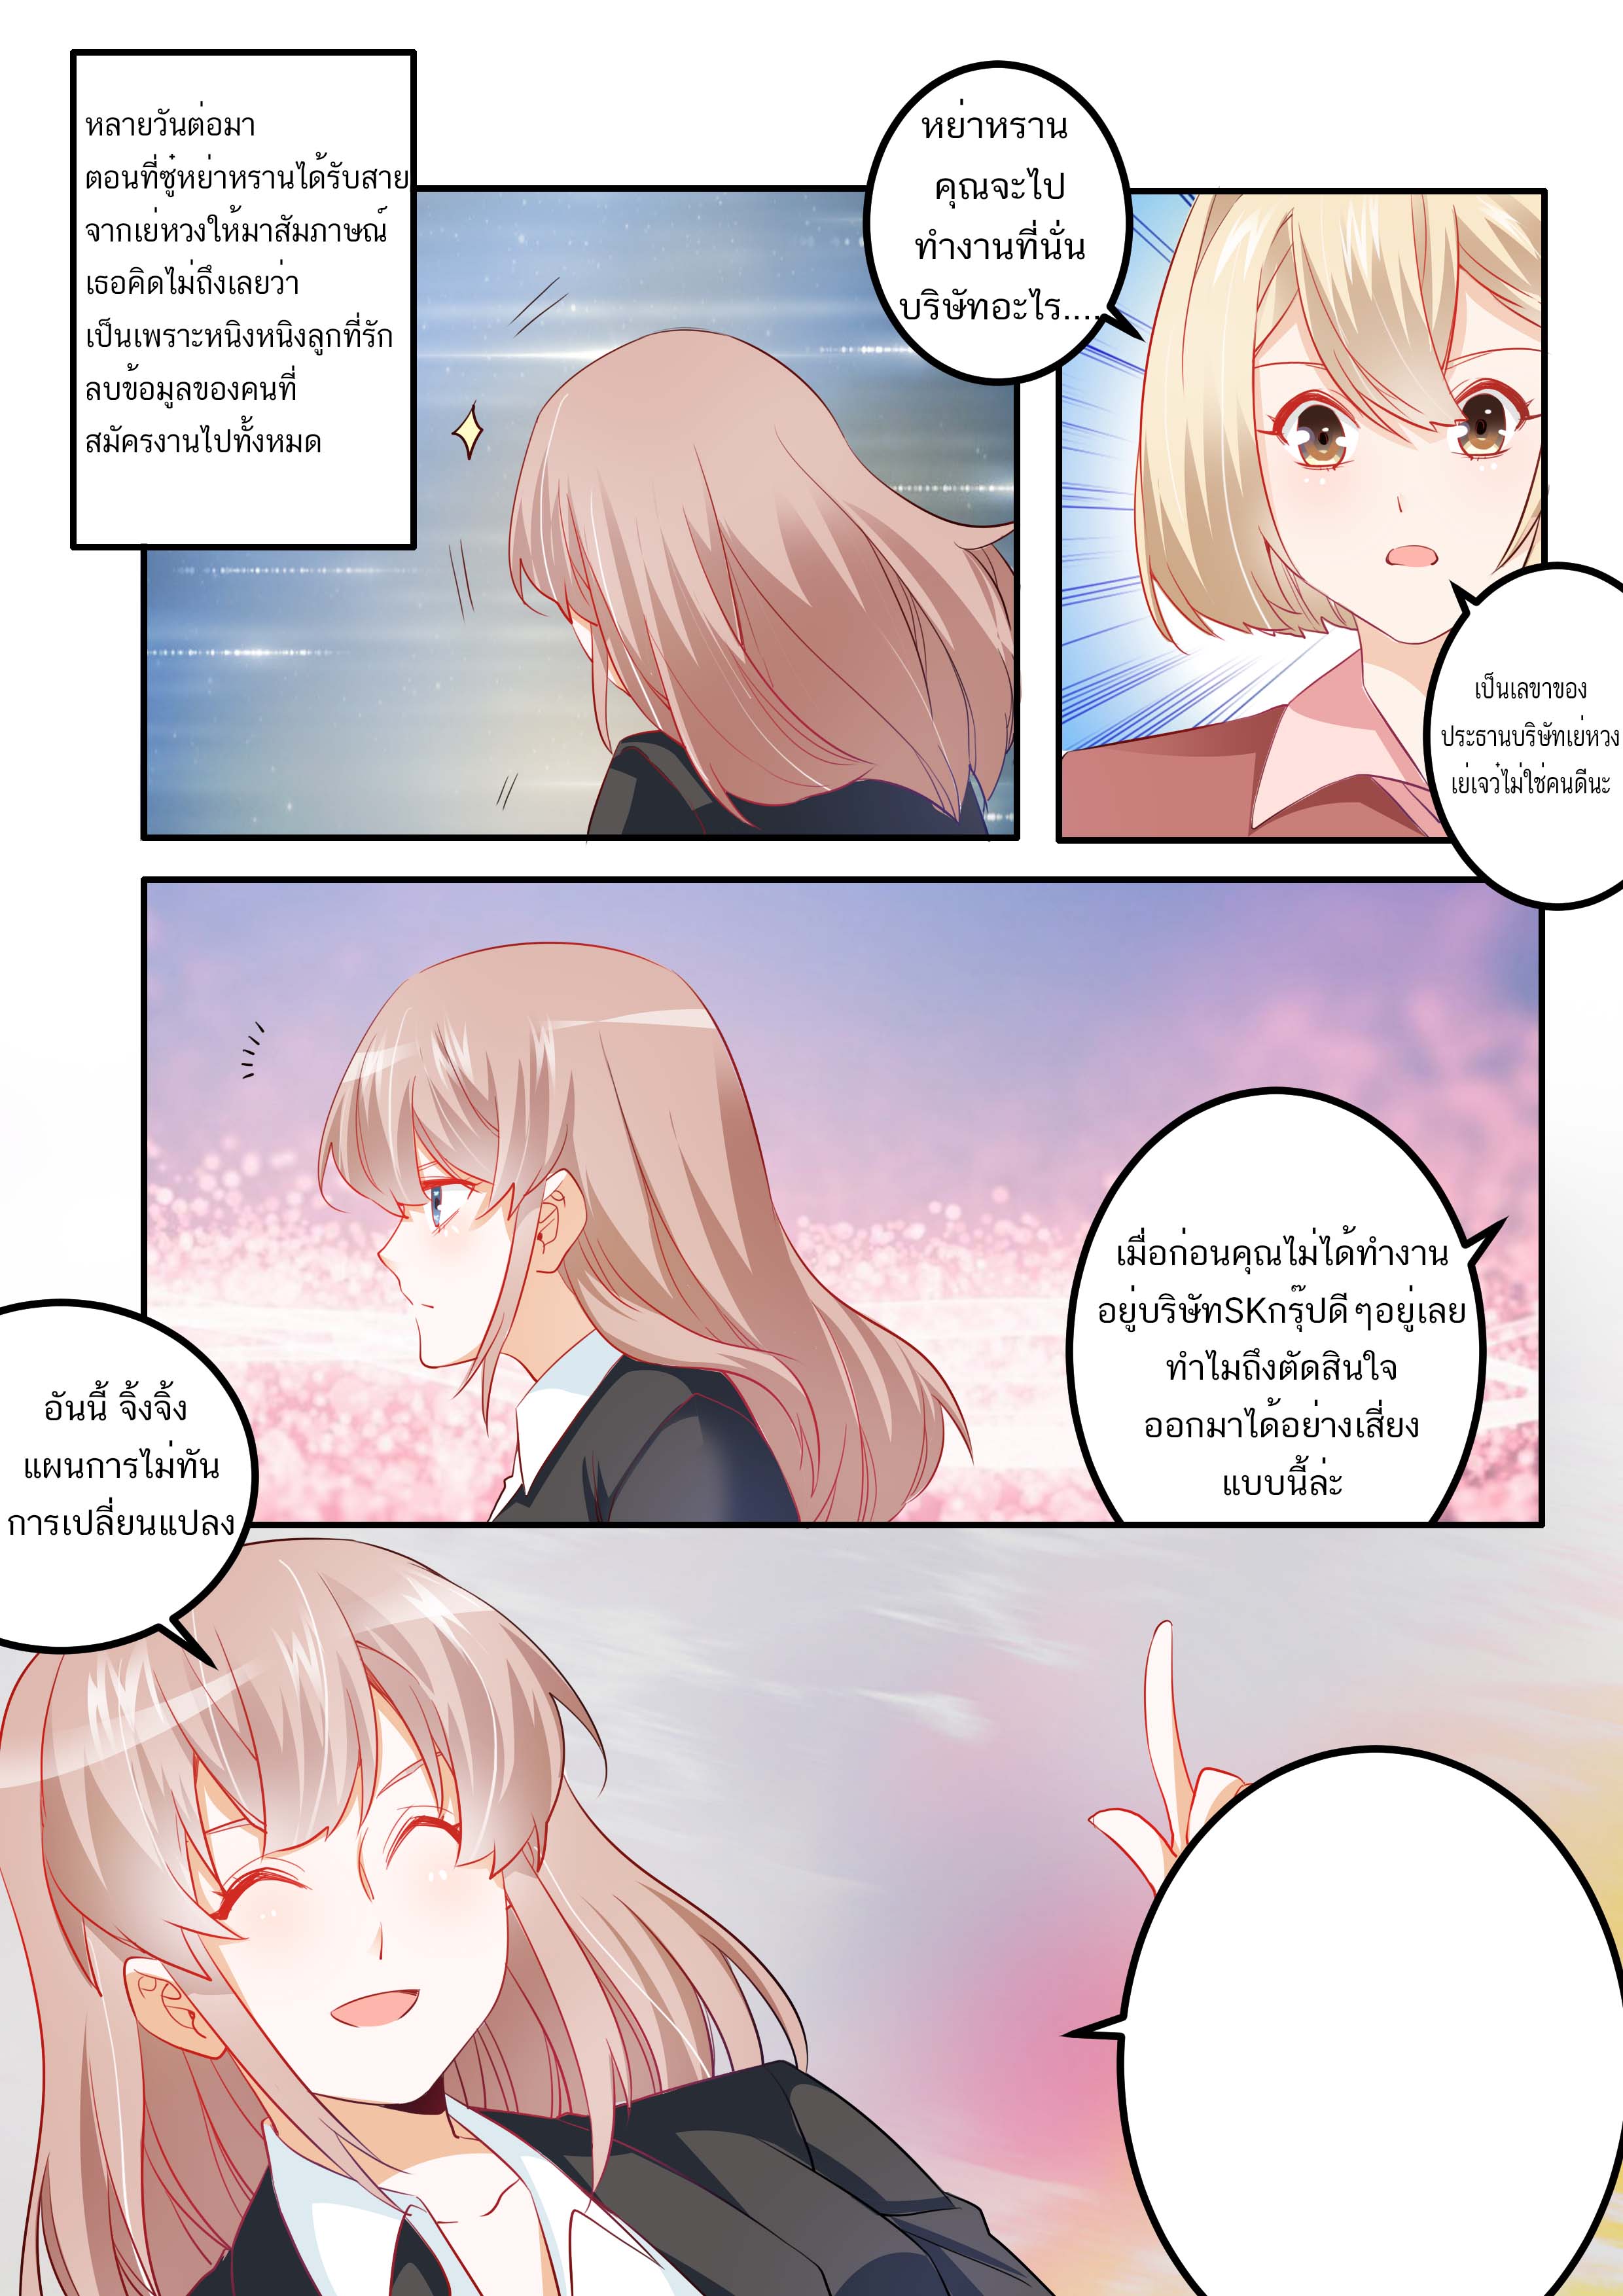 หลายวันต่อมา
ตอนที่ซู๋หย่าหรานได้รับสาย
จากเย่หวงให้มาสัมภาษณ์
เธอคิดไม่ถึงเลยว่า
เป็นเพราะหนิงหนิงลูกที่รัก
ลบข้อมูลของคนที่
สมัครงานไปทั้งหมด
หย่าหราน
คุณจะไป
ทำงานที่นั่น
บริษัทอะไร....
เป็นเลขาของ
ประธานบริษัทเย่หวง
เย่เจว๋ไม่ใช่คนดีนะ
เมื่อก่อนคุณไม่ได้ทำงาน
อยู่บริษัทSKกรุ๊ปดีๆอยู่เลย
ทำไมถึงตัดสินใจ
ออกมาได้อย่างเสี่ยง
แบบนี้ล่ะ
อันนี้ จิ้งจิ้ง
แผนการไม่ทัน
การเปลี่ยนแปลง